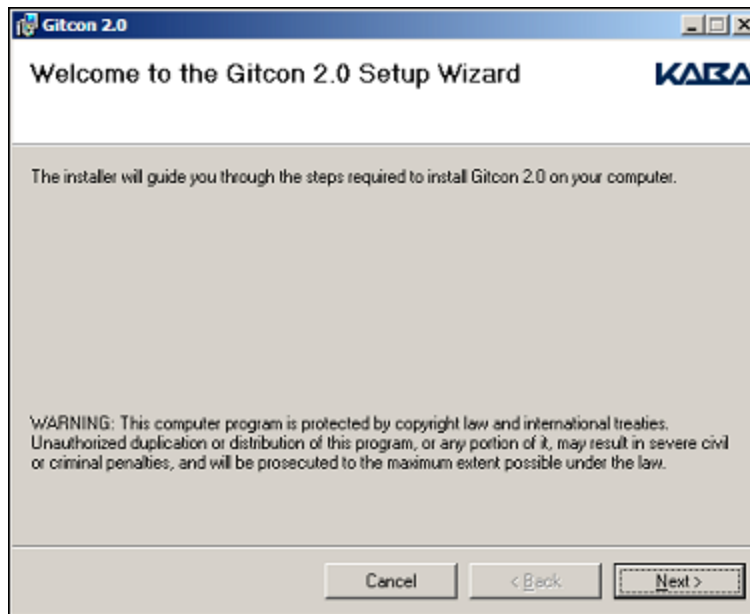 Gitcon 2.0
Welcome to the Gitcon 2.0 Setup Wizard
KABA
The installer will guide you through the steps required to install Gitcon 2.0 on your computer.
WARNING: This computer program is protected by copyright law and international treaties.
Unauthorized duplication or distribution of this program, or any portion of it, may result in severe civil
or criminal penalties, and will be prosecuted to the maximum extent possible under the law.
Cancel
< Back
Next >